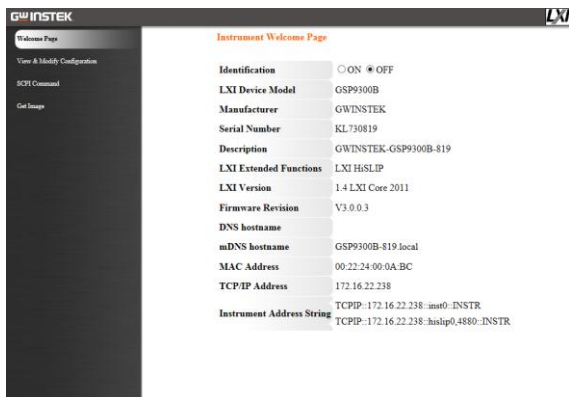 GWINSTEK
LXI
Welcome Page
View & Modify Configuration
SCPI Command
Get Image
Instrument Welcome Page
Identification ON OFF
LXI Device Model GSP9300B
Manufacturer GWINSTEK
Serial Number KL730819
Description GWINSTEK-GSP9300B-819
LXI Extended Functions LXI HiSLIP
LXI Version 1.4 LXI Core 2011
Firmware Revision V3.0.0.3
DNS hostname
mDNS hostname GSP9300B-819.local
MAC Address 00:22:24:00:0A:BC
TCP/IP Address 172.16.22.238
Instrument Address String TCPIP::172.16.22.238::inst0::INSTR
TCPIP::172.16.22.238::hislip0,4880::INSTR